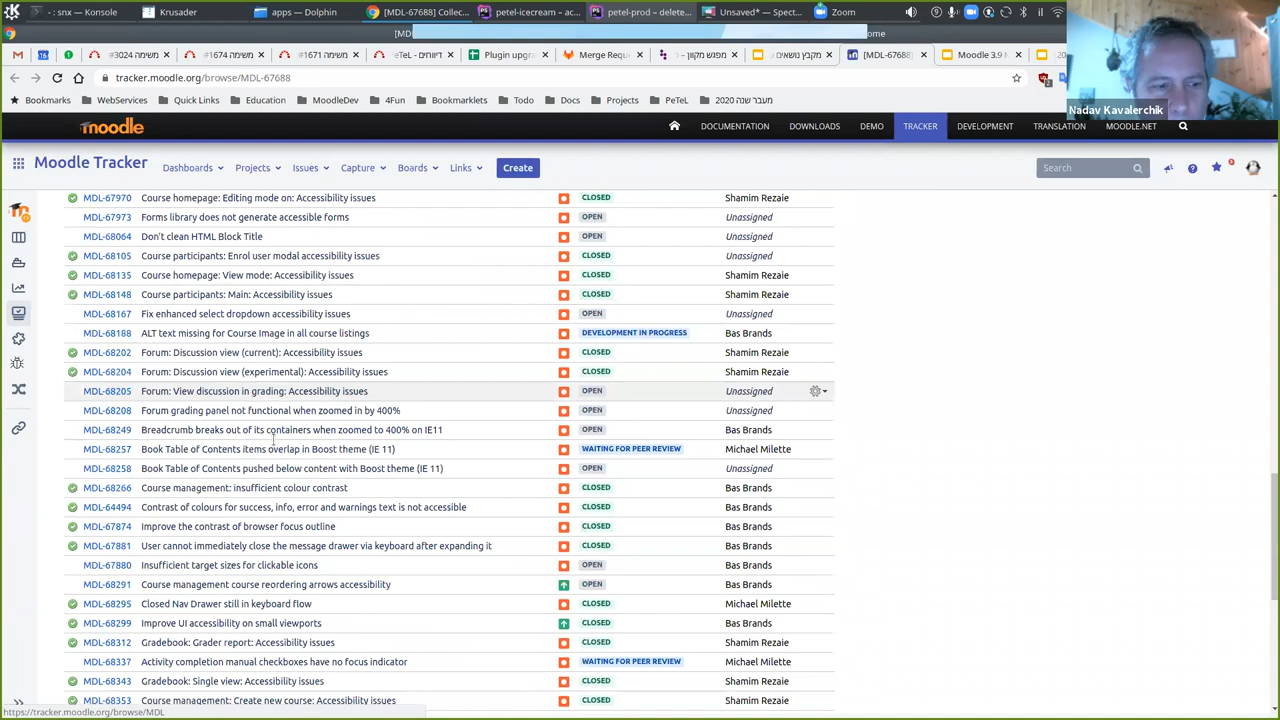 : snx — Konsole
Krusader
apps — Dolphin
[MDL-67688] Collec...
petel-icecream – ac...
petel-prod – delete...
Unsaved* — Spect...
Zoom
משימה #3024
משימה #1674
משימה #1671
דיווחים - eTeL
Plugin upgr
Merge Requ
מפגש מקוון -
מקבץ נושאים
[MDL-67688]
Moodle 3.9 N
tracker.moodle.org/browse/MDL-67688
Bookmarks WebServices Quick Links Education MoodleDev 4Fun Bookmarklets Todo Docs Projects PeTeL מעבר שנה 2020
Nadav Kavalerchik
moodle DOCUMENTATION DOWNLOADS DEMO TRACKER DEVELOPMENT TRANSLATION MOODLE.NET
Moodle Tracker Dashboards Projects Issues Capture Boards Links Create Search
MDL-67970 Course homepage: Editing mode on: Accessibility issues CLOSED Shamim Rezaie
MDL-67973 Forms library does not generate accessible forms OPEN Unassigned
MDL-68064 Don't clean HTML Block Title OPEN Unassigned
MDL-68105 Course participants: Enrol user modal accessibility issues CLOSED Unassigned
MDL-68135 Course homepage: View mode: Accessibility issues CLOSED Shamim Rezaie
MDL-68148 Course participants: Main: Accessibility issues CLOSED Shamim Rezaie
MDL-68167 Fix enhanced select dropdown accessibility issues OPEN Unassigned
MDL-68188 ALT text missing for Course Image in all course listings DEVELOPMENT IN PROGRESS Bas Brands
MDL-68202 Forum: Discussion view (current): Accessibility issues CLOSED Shamim Rezaie
MDL-68204 Forum: Discussion view (experimental): Accessibility issues CLOSED Shamim Rezaie
MDL-68205 Forum: View discussion in grading: Accessibility issues OPEN Unassigned
MDL-68208 Forum grading panel not functional when zoomed in by 400% OPEN Unassigned
MDL-68249 Breadcrumb breaks out of its containers when zoomed to 400% on IE11 OPEN Bas Brands
MDL-68257 Book Table of Contents items overlap in Boost theme (IE 11) WAITING FOR PEER REVIEW Michael Milette
MDL-68258 Book Table of Contents pushed below content with Boost theme (IE 11) OPEN Unassigned
MDL-68266 Course management: insufficient colour contrast CLOSED Bas Brands
MDL-64494 Contrast of colours for success, info, error and warnings text is not accessible CLOSED Bas Brands
MDL-67874 Improve the contrast of browser focus outline CLOSED Bas Brands
MDL-67881 User cannot immediately close the message drawer via keyboard after expanding it CLOSED Bas Brands
MDL-67880 Insufficient target sizes for clickable icons OPEN Bas Brands
MDL-68291 Course management course reordering arrows accessibility OPEN Bas Brands
MDL-68295 Closed Nav Drawer still in keyboard flow CLOSED Michael Milette
MDL-68299 Improve UI accessibility on small viewports CLOSED Bas Brands
MDL-68312 Gradebook: Grader report: Accessibility issues CLOSED Shamim Rezaie
MDL-68337 Activity completion manual checkboxes have no focus indicator WAITING FOR PEER REVIEW Michael Milette
MDL-68343 Gradebook: Single view: Accessibility issues CLOSED Shamim Rezaie
MDL-68353 Course management: Create new course: Accessibility issues CLOSED Shamim Rezaie
https://tracker.moodle.org/browse/MDL